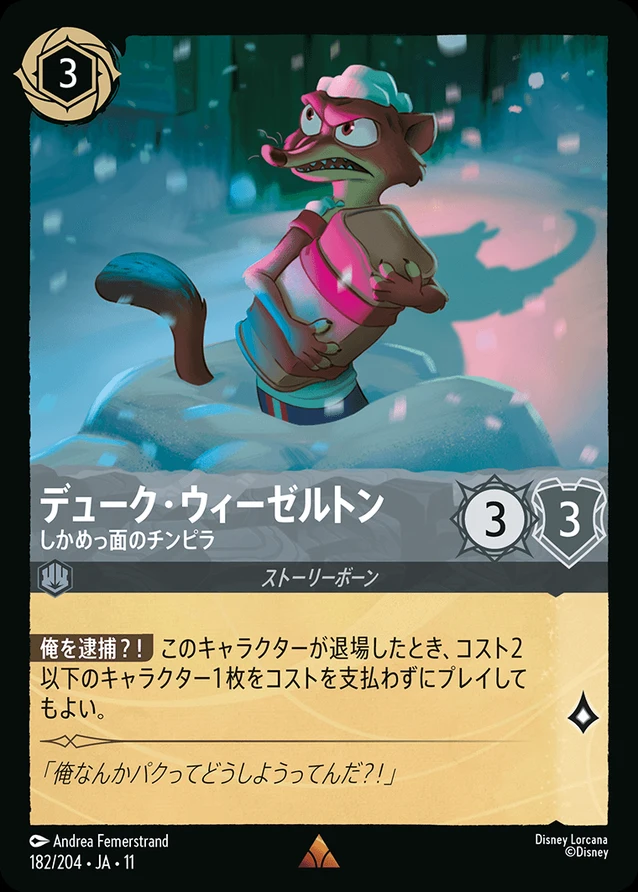 3
デューク・ウィーゼルトン
しかめっ面のチンピラ
3 3
ストーリーボーン
俺を逮捕?! このキャラクターが退場したとき、コスト2
以下のキャラクター1枚をコストを支払わずにプレイして
もよい。
「俺なんかパクってどうしようってんだ?!」
Andrea Femerstrand
182/204・JA・11
Disney Lorcana
©Disney